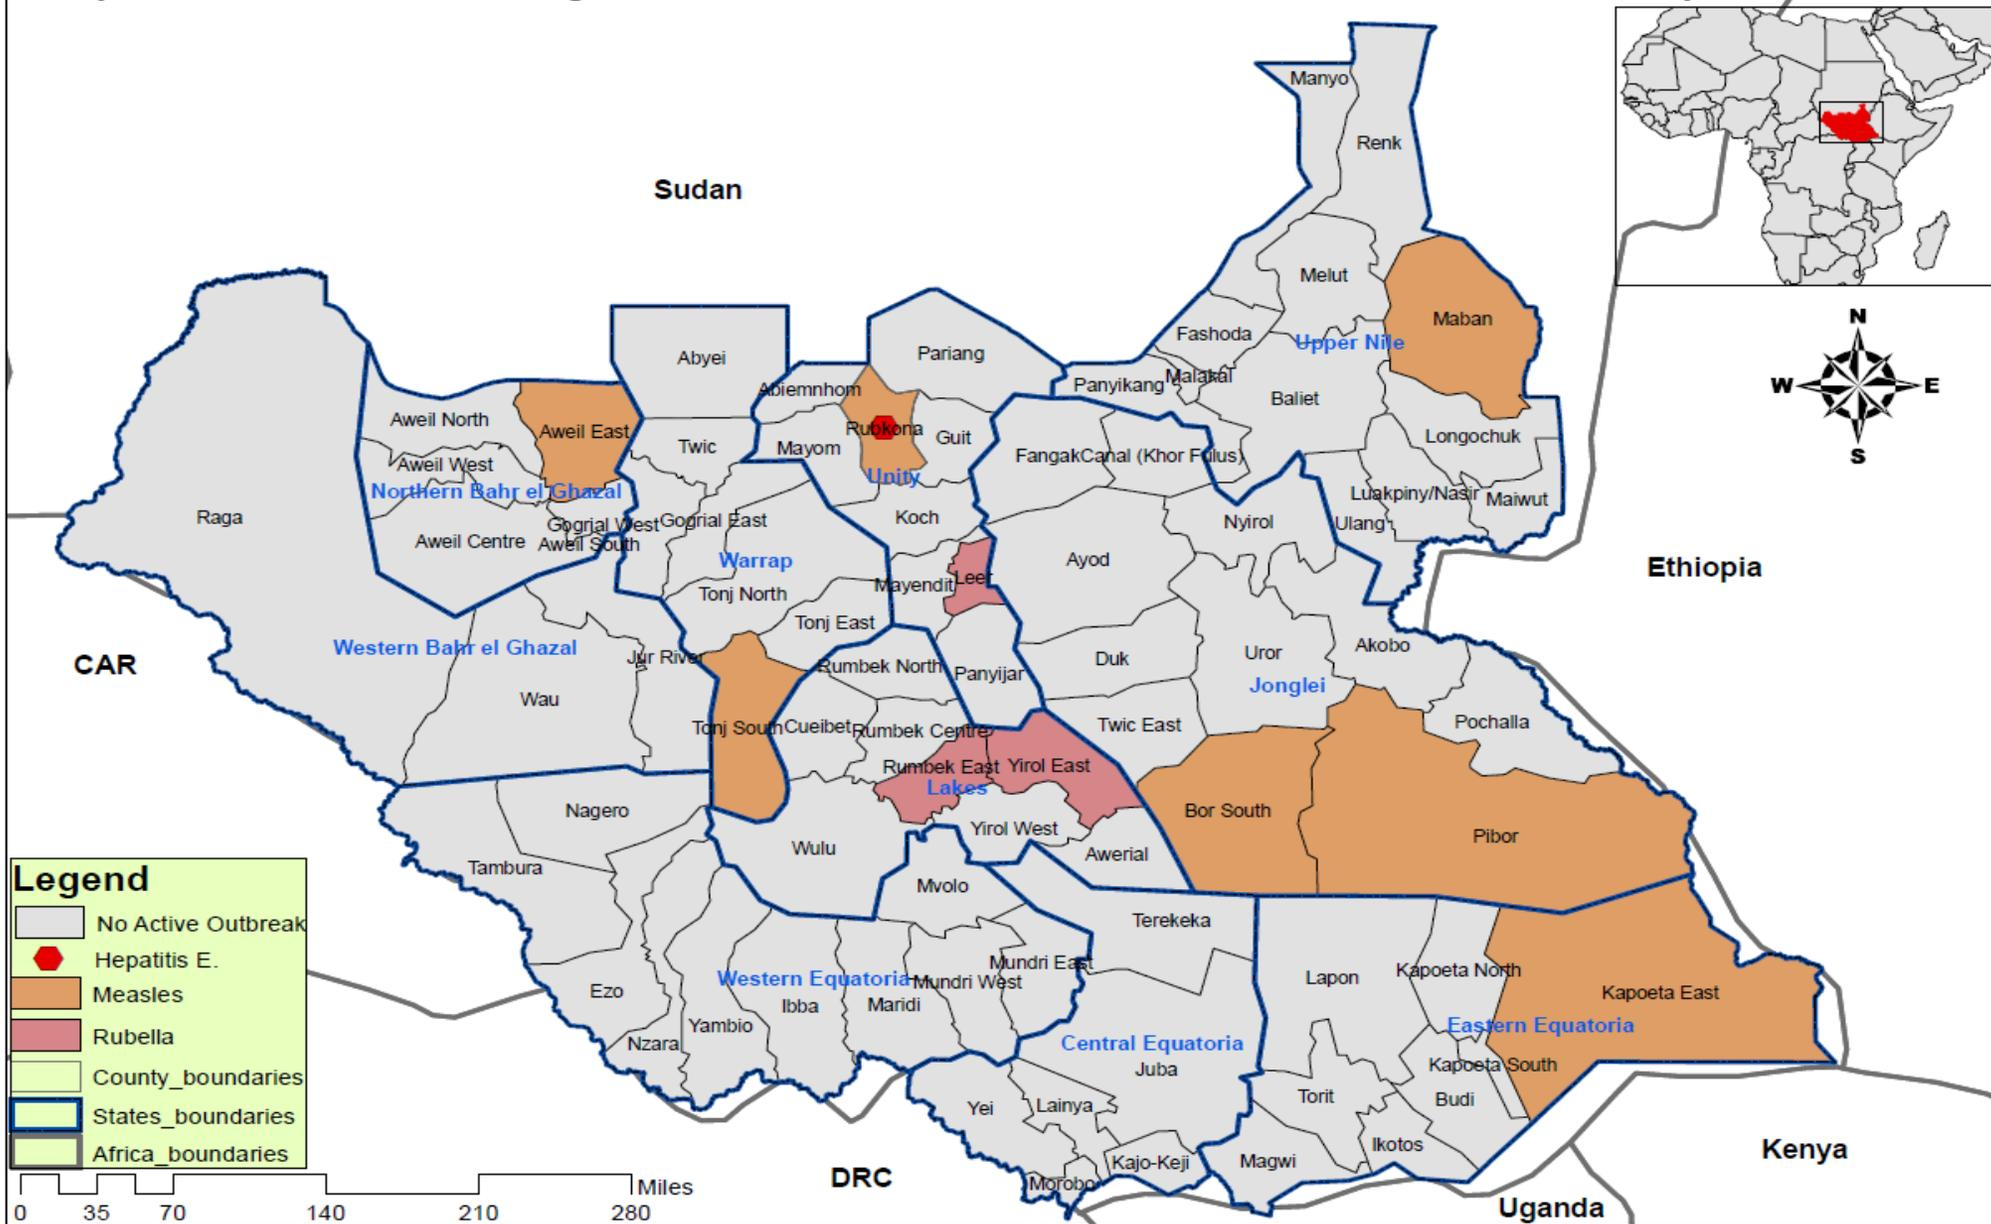 Sudan
Manyo
Renk
Melut
Maban
Fashoda
Upper Nile
Abyei
Pariang
Malakal
Panyikang
Abiemnhom
Baliet
Aweil North
Aweil East
Rubkona
Guit
Longochuk
Twic
Mayom
Fangak
Canal (Khor Fulus)
Aweil West
Unity
Northern Bahr el Ghazal
Luakpiny/Nasir
Maiwut
Raga
Koch
Gogrial West
Gogrial East
Nyirol
Ulang
Aweil Centre
Aweil South
Warrap
Ayod
Ethiopia
Mayendit
Leer
Tonj North
Tonj East
Western Bahr el Ghazal
Akobo
Jur River
Uror
Duk
CAR
Rumbek North
Panyijar
Jonglei
Wau
Pochalla
Tonj South
Cueibet
Rumbek Centre
Twic East
Rumbek East
Yirol East
Lakes
Nagero
Bor South
Yirol West
Pibor
Wulu
Awerial
Tambura
Mvolo
Terekeka
Mundri East
Kapoeta North
Western Equatoria
Mundri West
Lapon
Ezo
Kapoeta East
Ibba
Maridi
Yambio
Eastern Equatoria
Nzara
Central Equatoria
Juba
Kapoeta South
Torit
Budi
Yei
Lainya
Ikotos
Kenya
Kajo-Keji
Magwi
DRC
Morobo
Uganda
N
W
E
S
Legend
No Active Outbreak
Hepatitis E.
Measles
Rubella
County_boundaries
States_boundaries
Africa_boundaries
Miles
0 35 70 140 210 280